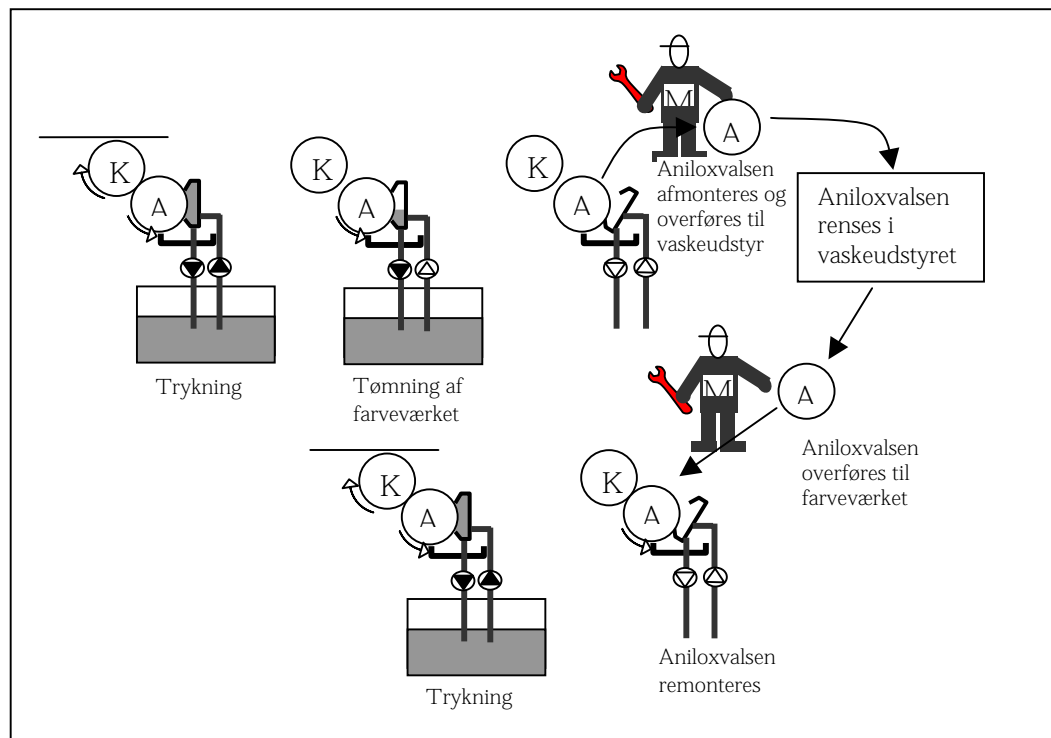 K
A
Trykning
K
A
Tømning af
farveværket
K
A
M
A
Aniloxvalsen
afmonteres og
overføres til
vaskeudstyr
Aniloxvalsen
renses i
vaskeudstyret
M
A
Aniloxvalsen
overføres til
farveværket
K
A
Aniloxvalsen
remonteres
K
A
Trykning